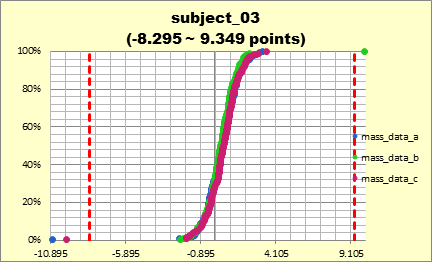 subject_03
(-8.295 ~ 9.349 points)
100%
80%
60%
40%
20%
0%
-10.895 -5.895 -0.895 4.105 9.105
mass_data_a
mass_data_b
mass_data_c